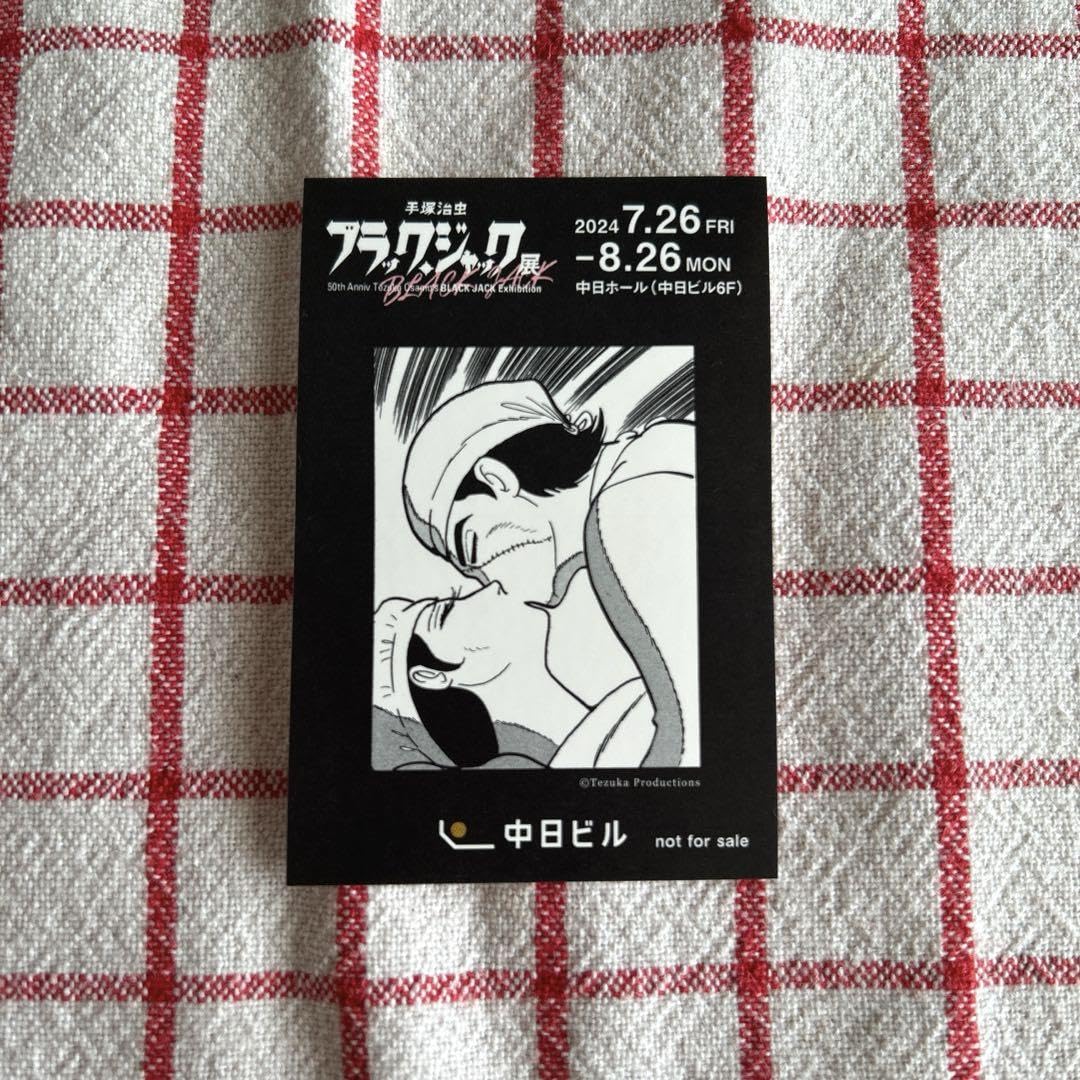 手塚治虫
ブラック・ジャック展
BLACK JACK
50th Anniv Tezuka Osamu's BLACK JACK Exhibition
2024 7.26 FRI
–8.26 MON
中日ホール(中日ビル6F)
©Tezuka Productions
中日ビル
not for sale